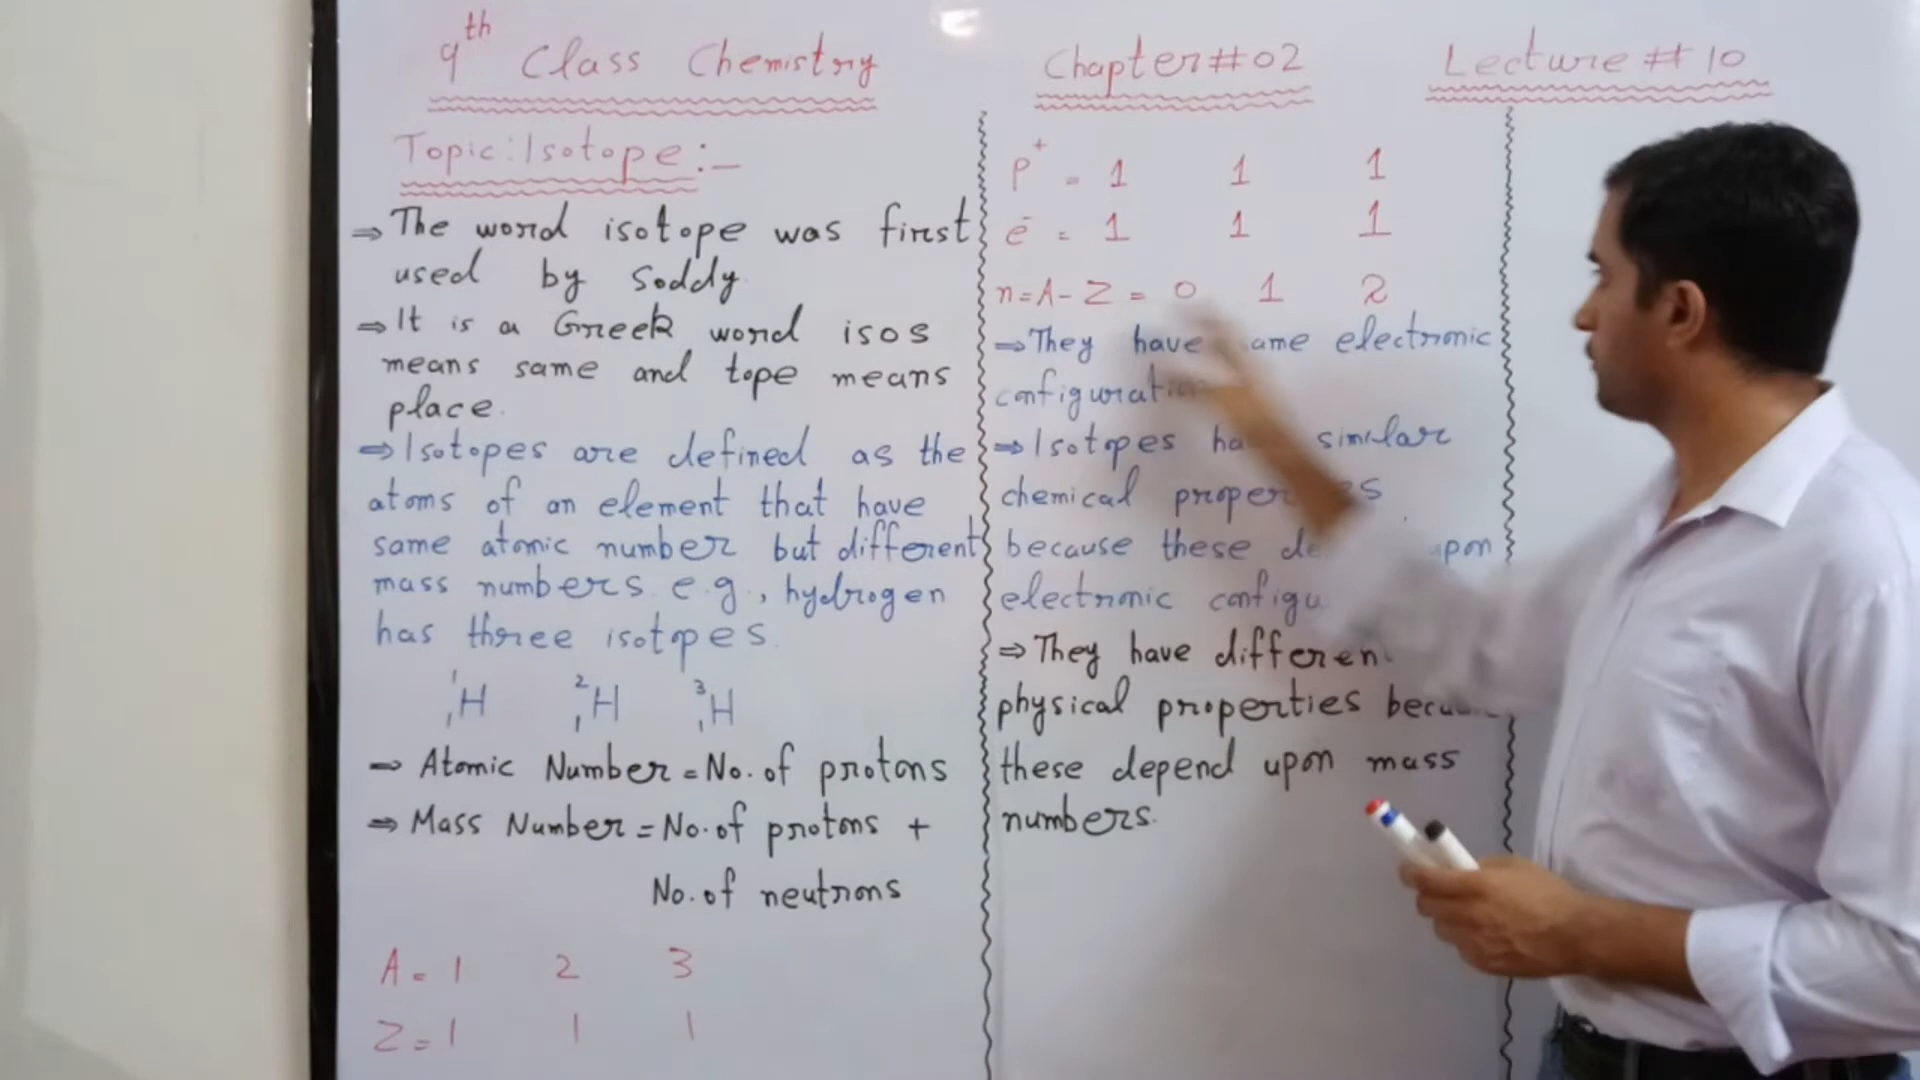 9th Class Chemistry Chapter#02 Lecture # 10
Topic: Isotope:-
⇒ The word isotope was first
used by Soddy
⇒ It is a Greek word isos
means same and tope means
place.
⇒ Isotopes are defined as the
atoms of an element that have
same atomic number but different
mass numbers e.g., hydrogen
has three isotopes.
¹₁H ²₁H ³₁H
⇒ Atomic Number = No. of protons
⇒ Mass Number = No. of protons +
No. of neutrons
A = 1 2 3
Z = 1 1 1
P⁺ = 1 1 1
e⁻ = 1 1 1
n = A - Z = 0 1 2
⇒ They have ame electronic
configuration
⇒ Isotopes ha similar
chemical
because these upon
electronic configu
⇒ They have differen
physical properties becau
these depend upon mass
numbers.